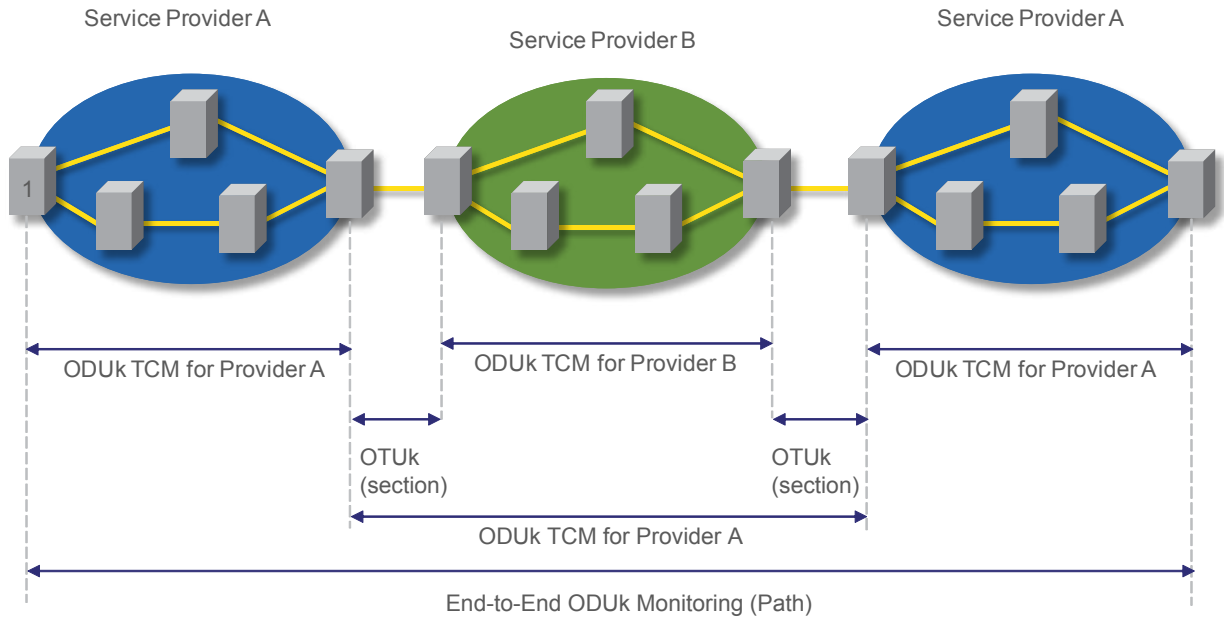 Service Provider A
Service Provider B
Service Provider A
1
ODUk TCM for Provider A
ODUk TCM for Provider B
ODUk TCM for Provider A
OTUk
(section)
OTUk
(section)
ODUk TCM for Provider A
End-to-End ODUk Monitoring (Path)